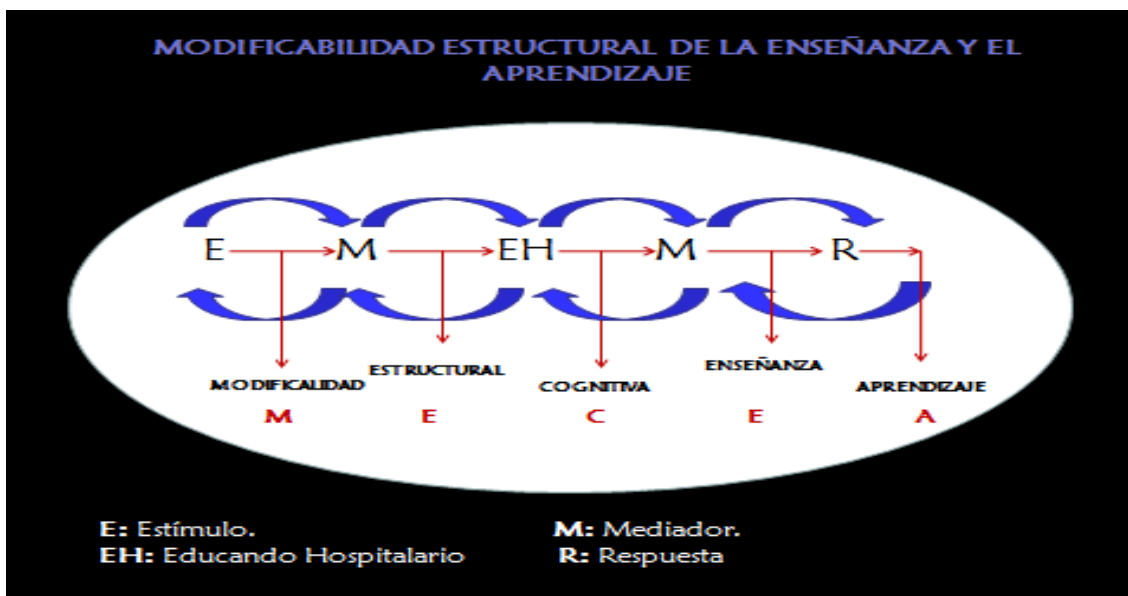 MODIFICABILIDAD ESTRUCTURAL DE LA ENSEÑANZA Y EL
APRENDIZAJE
E M EH M R
MODIFICALIDAD ESTRUCTURAL COGNITIVA ENSEÑANZA APRENDIZAJE
M E C E A
E: Estímulo. M: Mediador.
EH: Educando Hospitalario R: Respuesta